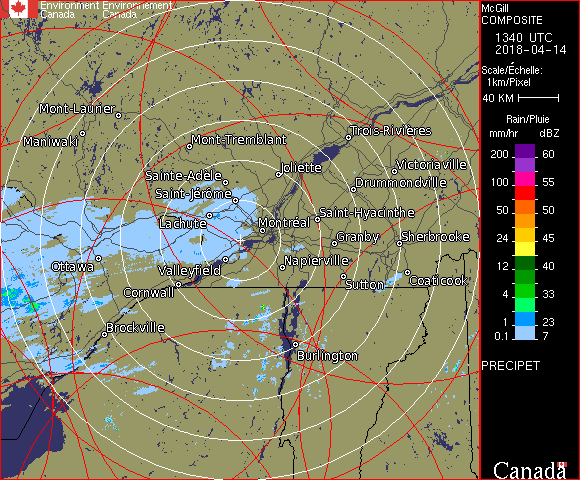 Environment Environnement
Canada Canada
McGill
COMPOSITE
1340 UTC
2018-04-14
Scale/Échelle:
1km/Pixel
40 KM
Rain/Pluie
mm/hr dBZ
200 60
55
100 55
50 50
24 45
12 40
4 33
1 23
0.1 7
PRECIPET
Canada
Mont-Laurier
Maniwaki
Mont-Tremblant
Trois-Rivières
Sainte-Adèle
Joliette
Victoriaville
Saint-Jérôme
Drummondville
Lachute
Montréal
Saint-Hyacinthe
Granby
Sherbrooke
Ottawa
Valleyfield
Napierville
Cornwall
Sutton
Coaticook
Brockville
Burlington